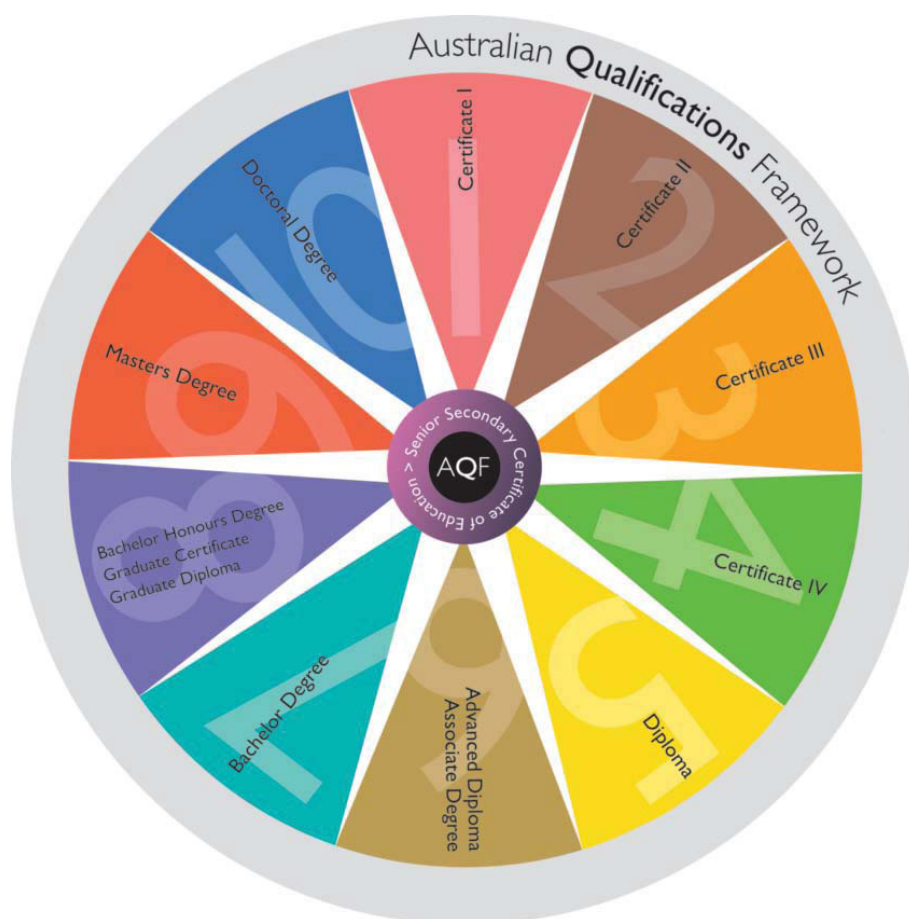 Australian Qualifications Framework
1
Certificate I
2
Certificate II
3
Certificate III
4
Certificate IV
5
Diploma
6
Advanced Diploma
Associate Degree
7
Bachelor Degree
8
Bachelor Honours Degree
Graduate Certificate
Graduate Diploma
9
Masters Degree
10
Doctoral Degree
Senior Secondary Certificate of Education >
AQF